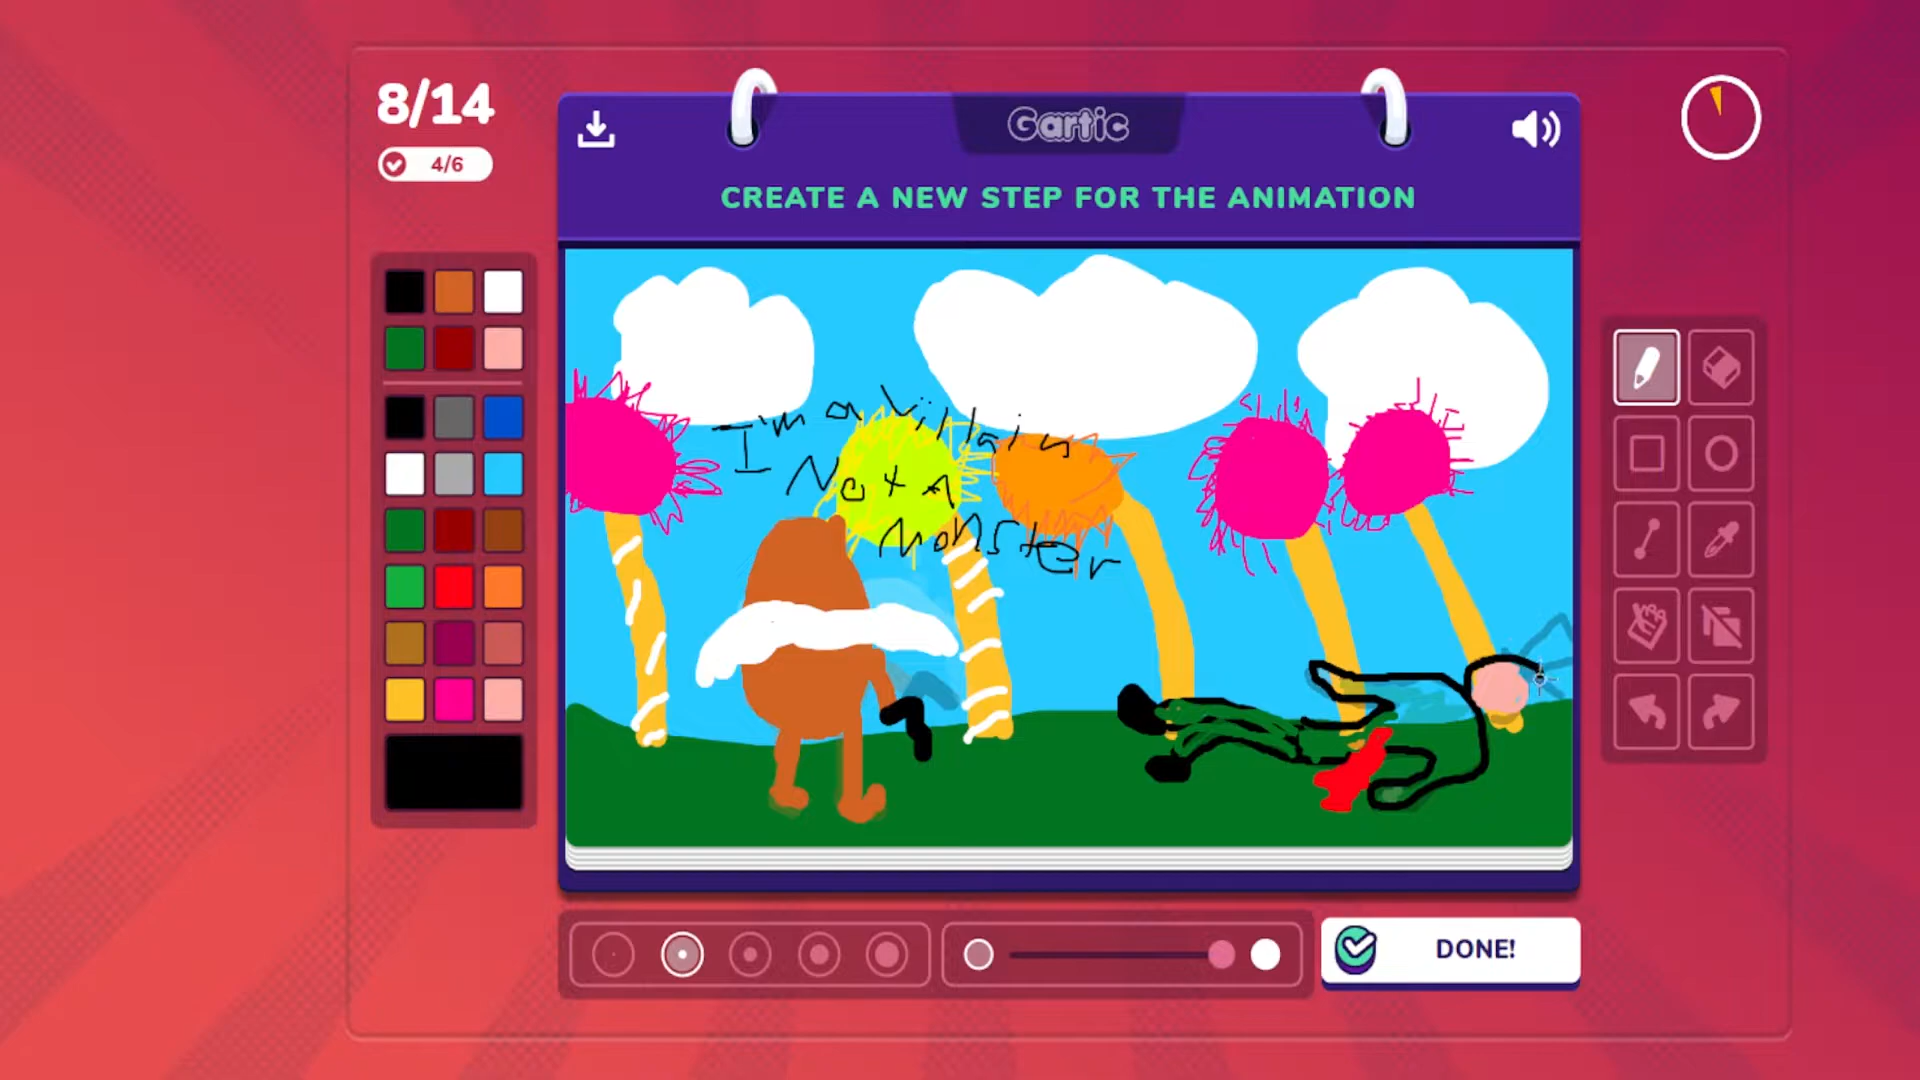 8/14
4/6
Gartic
CREATE A NEW STEP FOR THE ANIMATION
I'm a villain
Not A
Monster
DONE!